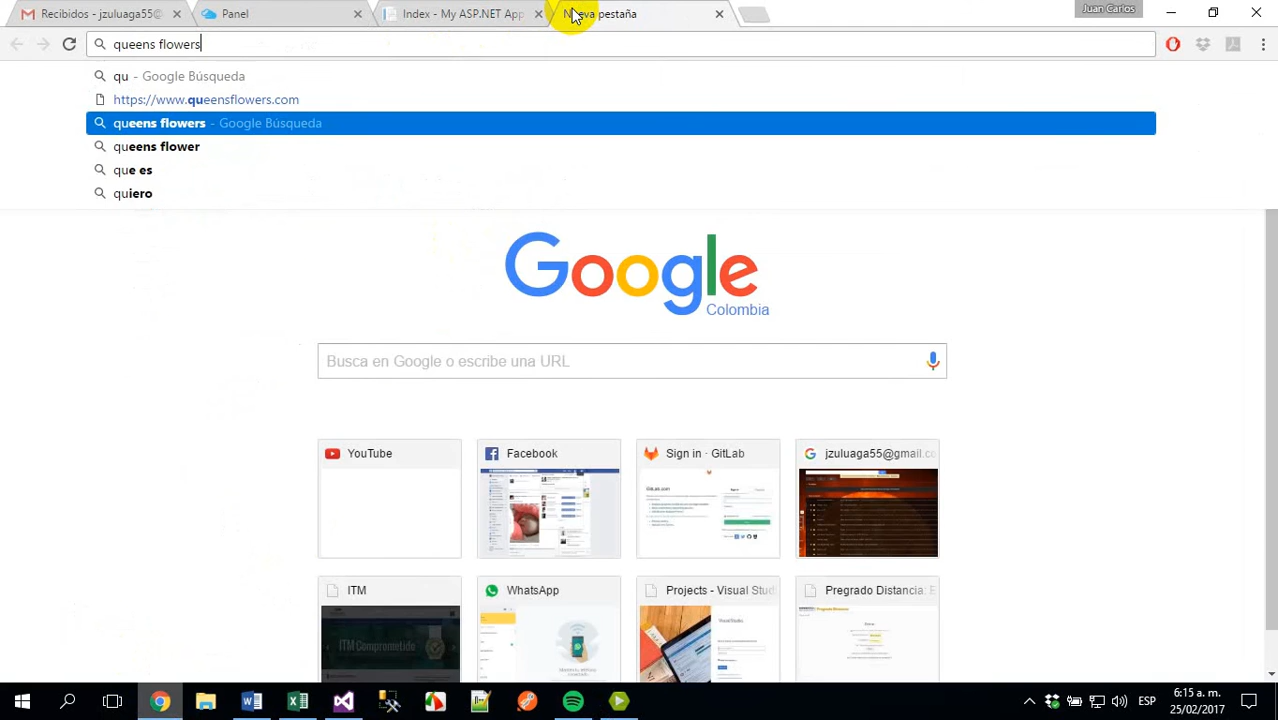 Recibidos - jzuluaga55@
Panel
Index - My ASP.NET App
Nueva pestaña
Juan Carlos
queens flowers
qu - Google Búsqueda
https://www.queensflowers.com
queens flowers - Google Búsqueda
queens flower
que es
quiero
Google
Colombia
Busca en Google o escribe una URL
YouTube
Facebook
Sign in · GitLab
jzuluaga55@gmail.co
ITM
WhatsApp
Projects - Visual Stud
Pregrado Distancia: E
ITM Comprometido
ESP
6:15 a. m.
25/02/2017